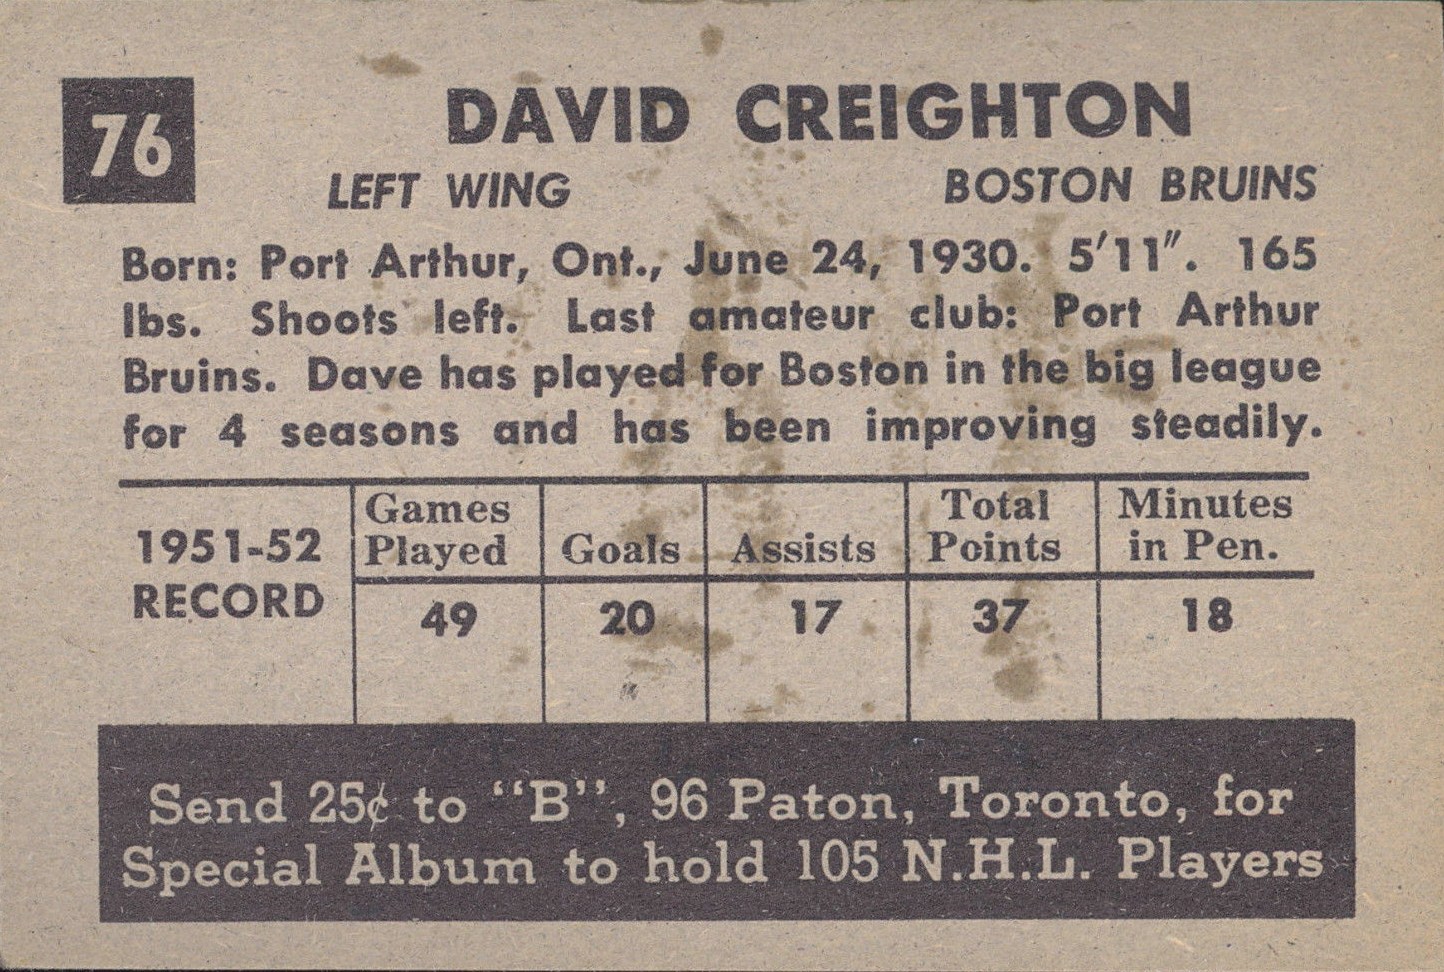 76
DAVID CREIGHTON
LEFT WING BOSTON BRUINS
Born: Port Arthur, Ont., June 24, 1930. 5'11". 165
lbs. Shoots left. Last amateur club: Port Arthur
Bruins. Dave has played for Boston in the big league
for 4 seasons and has been improving steadily.
1951-52
RECORD
Games
Played
Goals
Assists
Total
Points
Minutes
in Pen.
49 20 17 37 18
Send 25¢ to "B", 96 Paton, Toronto, for
Special Album to hold 105 N.H.L. Players